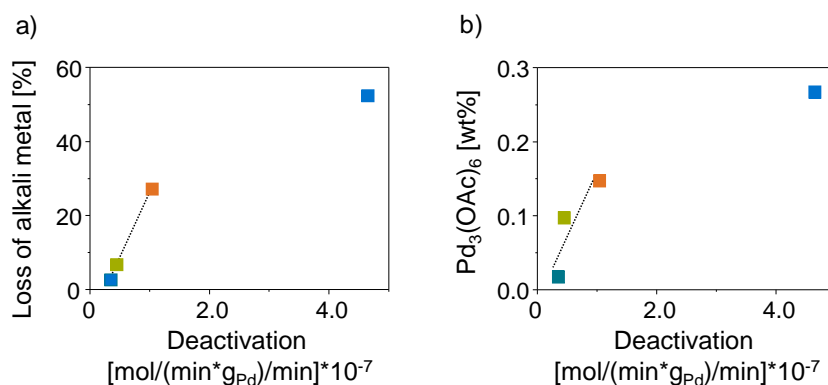 a)
Loss of alkali metal [%]
60
40
20
0
0
2.0
4.0
Deactivation
[mol/(min*gPd)/min]*10-7
b)
Pd3(OAc)6 [wt%]
0.3
0.2
0.1
0.0
0
2.0
4.0
Deactivation
[mol/(min*gPd)/min]*10-7